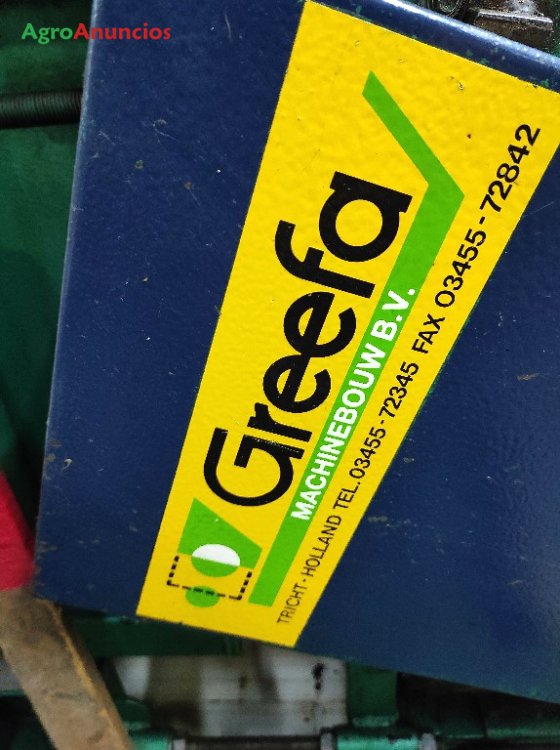 AgroAnuncios
Greefa
MACHINEBOUW B.V.
TRICHT-HOLLAND TEL.03455-72345 FAX 03455-72842